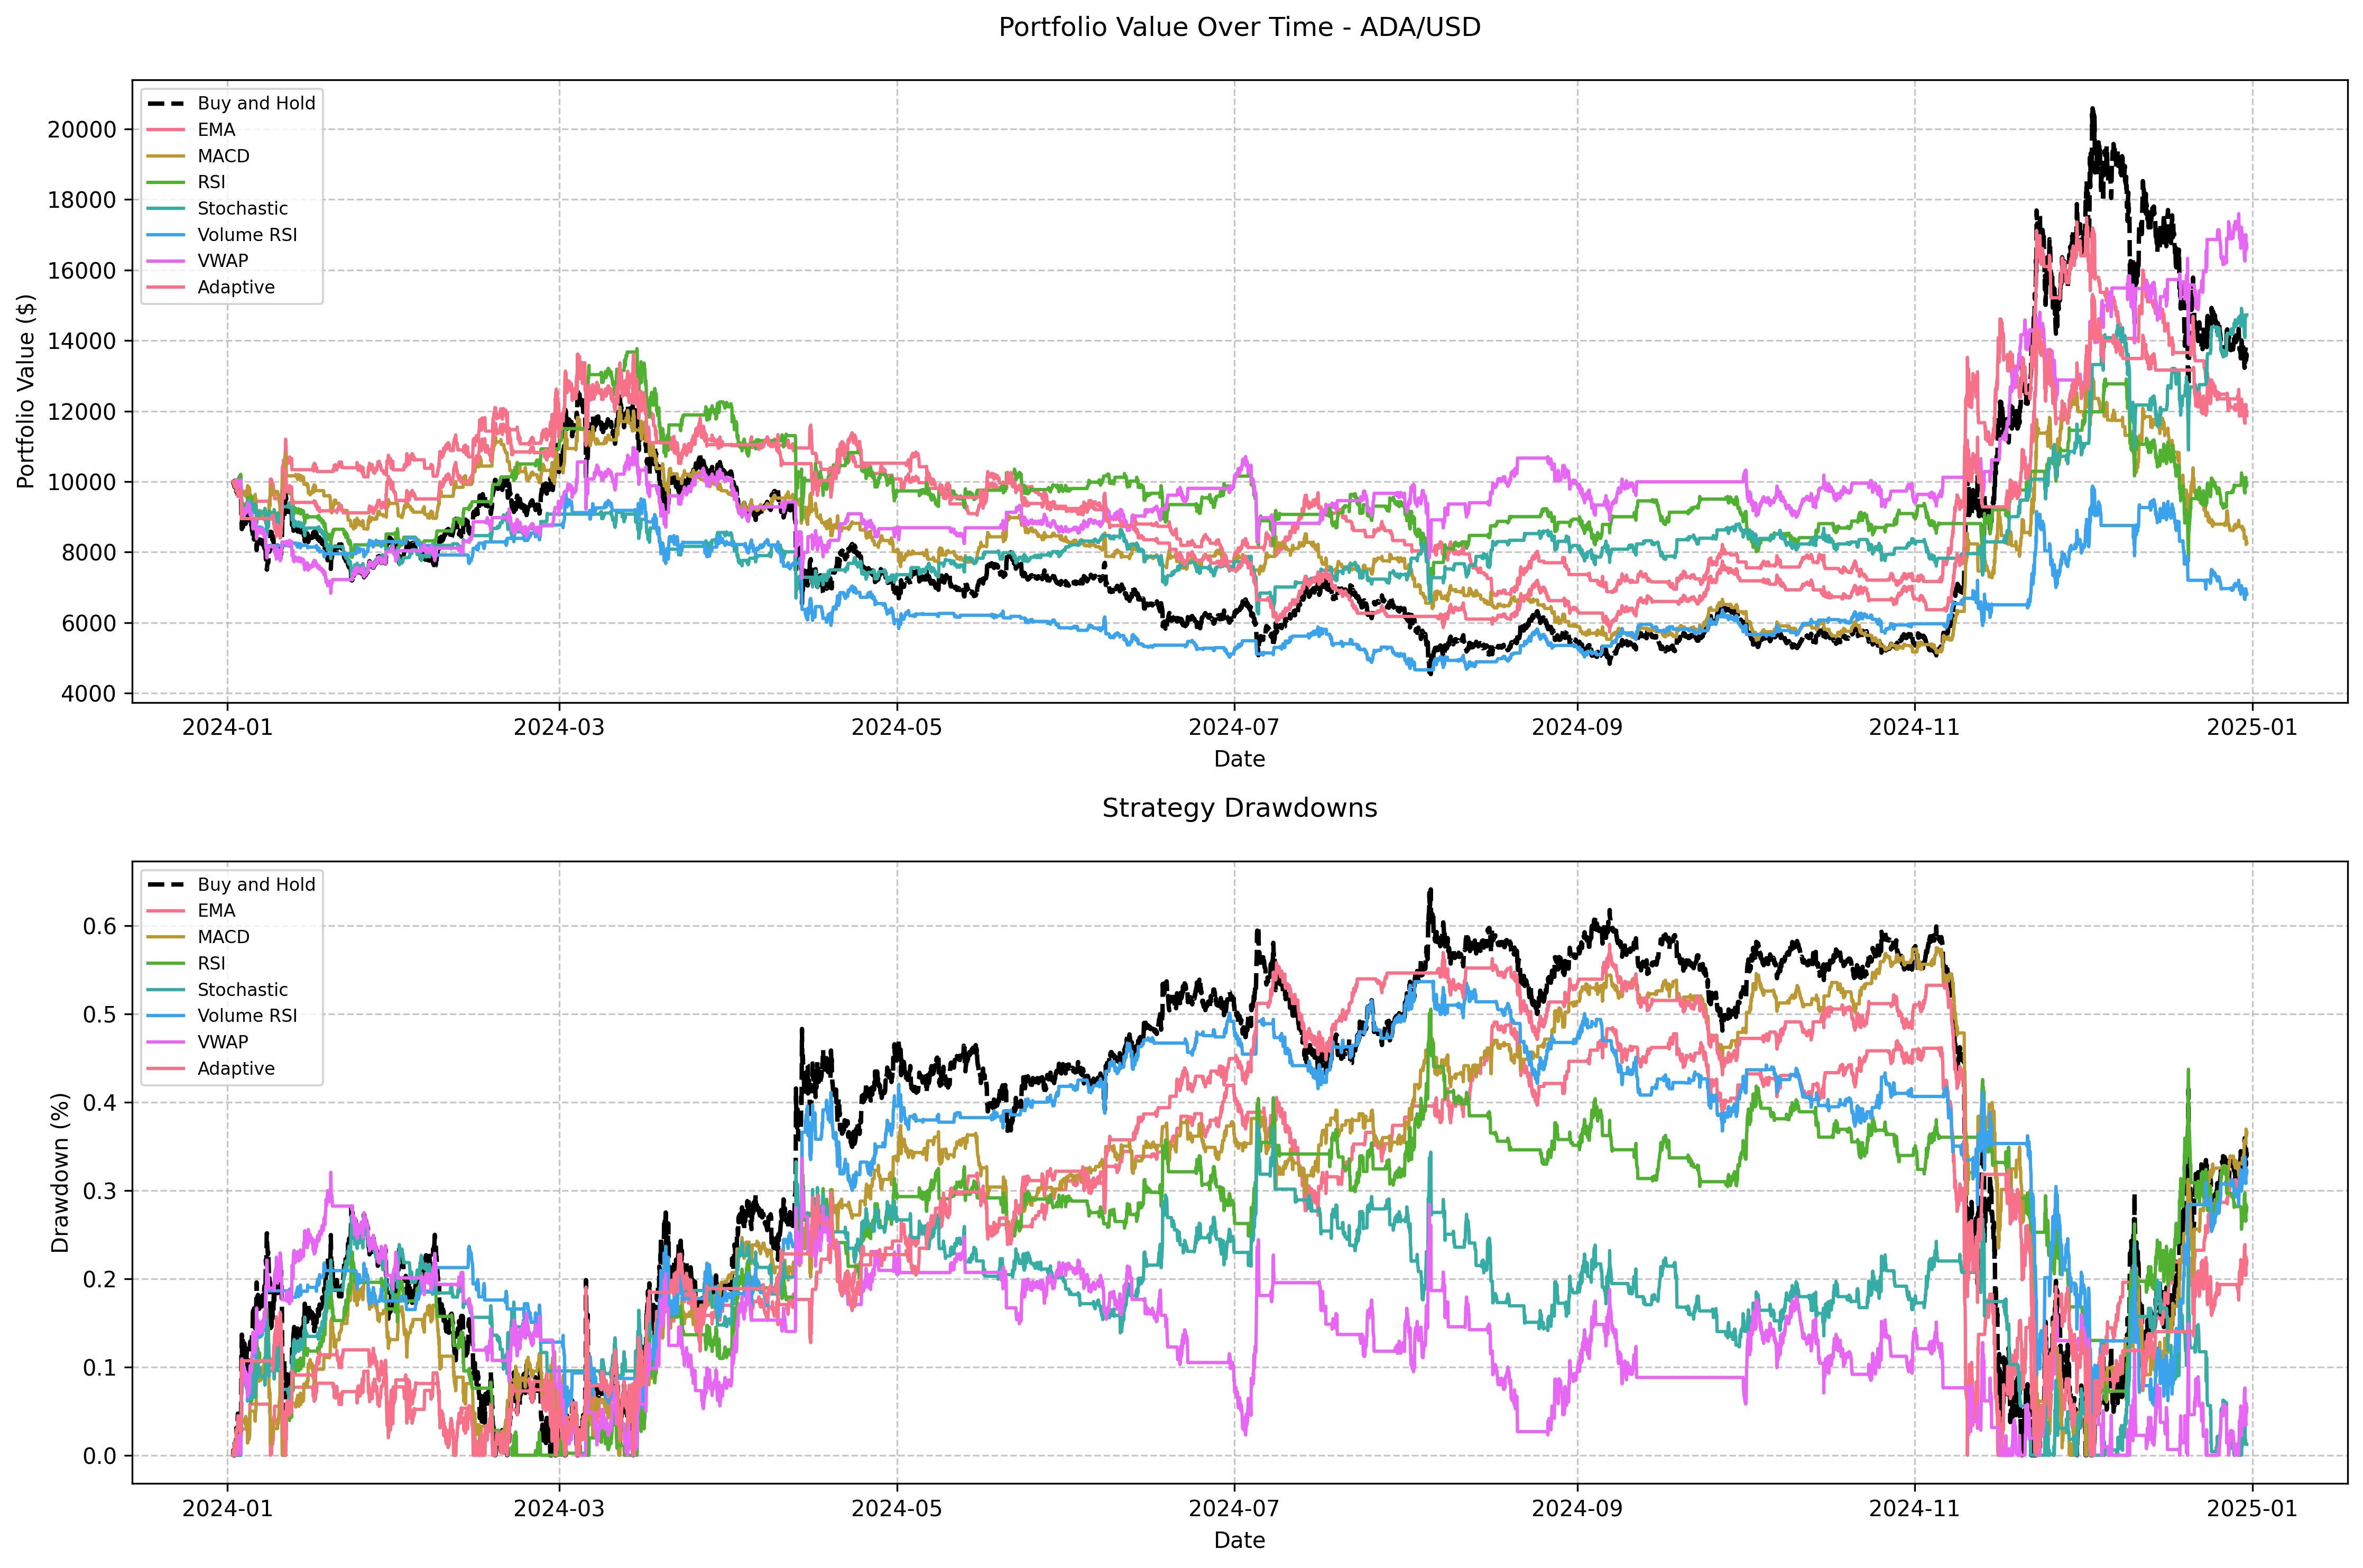 Portfolio Value Over Time - ADA/USD
Portfolio Value ($)
20000
18000
16000
14000
12000
10000
8000
6000
4000
Buy and Hold
EMA
MACD
RSI
Stochastic
Volume RSI
VWAP
Adaptive
2024-01
2024-03
2024-05
2024-07
2024-09
2024-11
2025-01
Date
Strategy Drawdowns
Drawdown (%)
0.6
0.5
0.4
0.3
0.2
0.1
0.0
Buy and Hold
EMA
MACD
RSI
Stochastic
Volume RSI
VWAP
Adaptive
2024-01
2024-03
2024-05
2024-07
2024-09
2024-11
2025-01
Date